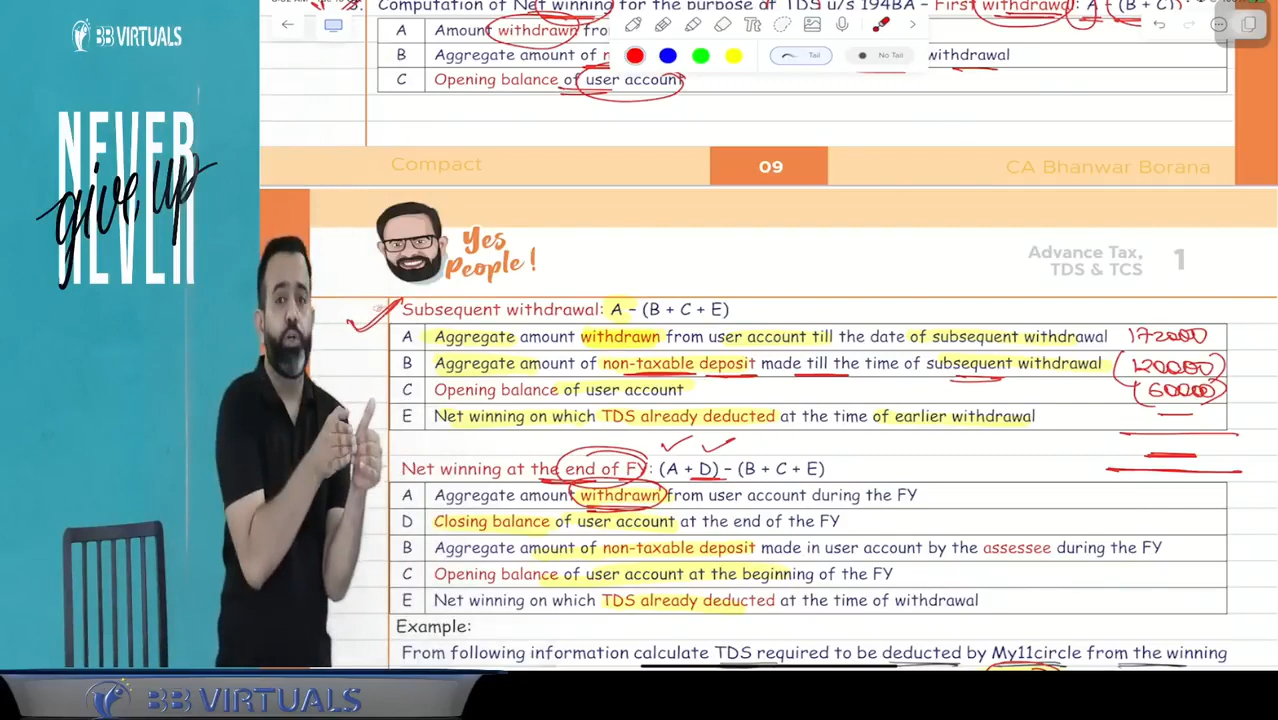 BB VIRTUALS
NEVER
give up
NEVER
Computation of Net winning for the purpose of TDS u/s 194BA - First withdrawal: A - (B + C)
A Amount withdrawn from
B Aggregate amount of withdrawal
C Opening balance of user account
Tail
No Tail
Compact 09 CA Bhanwar Borana
Yes People!
Advance Tax, TDS & TCS 1
Subsequent withdrawal: A - (B + C + E)
A Aggregate amount withdrawn from user account till the date of subsequent withdrawal 172000
B Aggregate amount of non-taxable deposit made till the time of subsequent withdrawal (120000)
C Opening balance of user account (60000)
E Net winning on which TDS already deducted at the time of earlier withdrawal
Net winning at the end of FY: (A + D) - (B + C + E)
A Aggregate amount withdrawn from user account during the FY
D Closing balance of user account at the end of the FY
B Aggregate amount of non-taxable deposit made in user account by the assessee during the FY
C Opening balance of user account at the beginning of the FY
E Net winning on which TDS already deducted at the time of withdrawal
Example:
From following information calculate TDS required to be deducted by My11circle from the winning
BB VIRTUALS